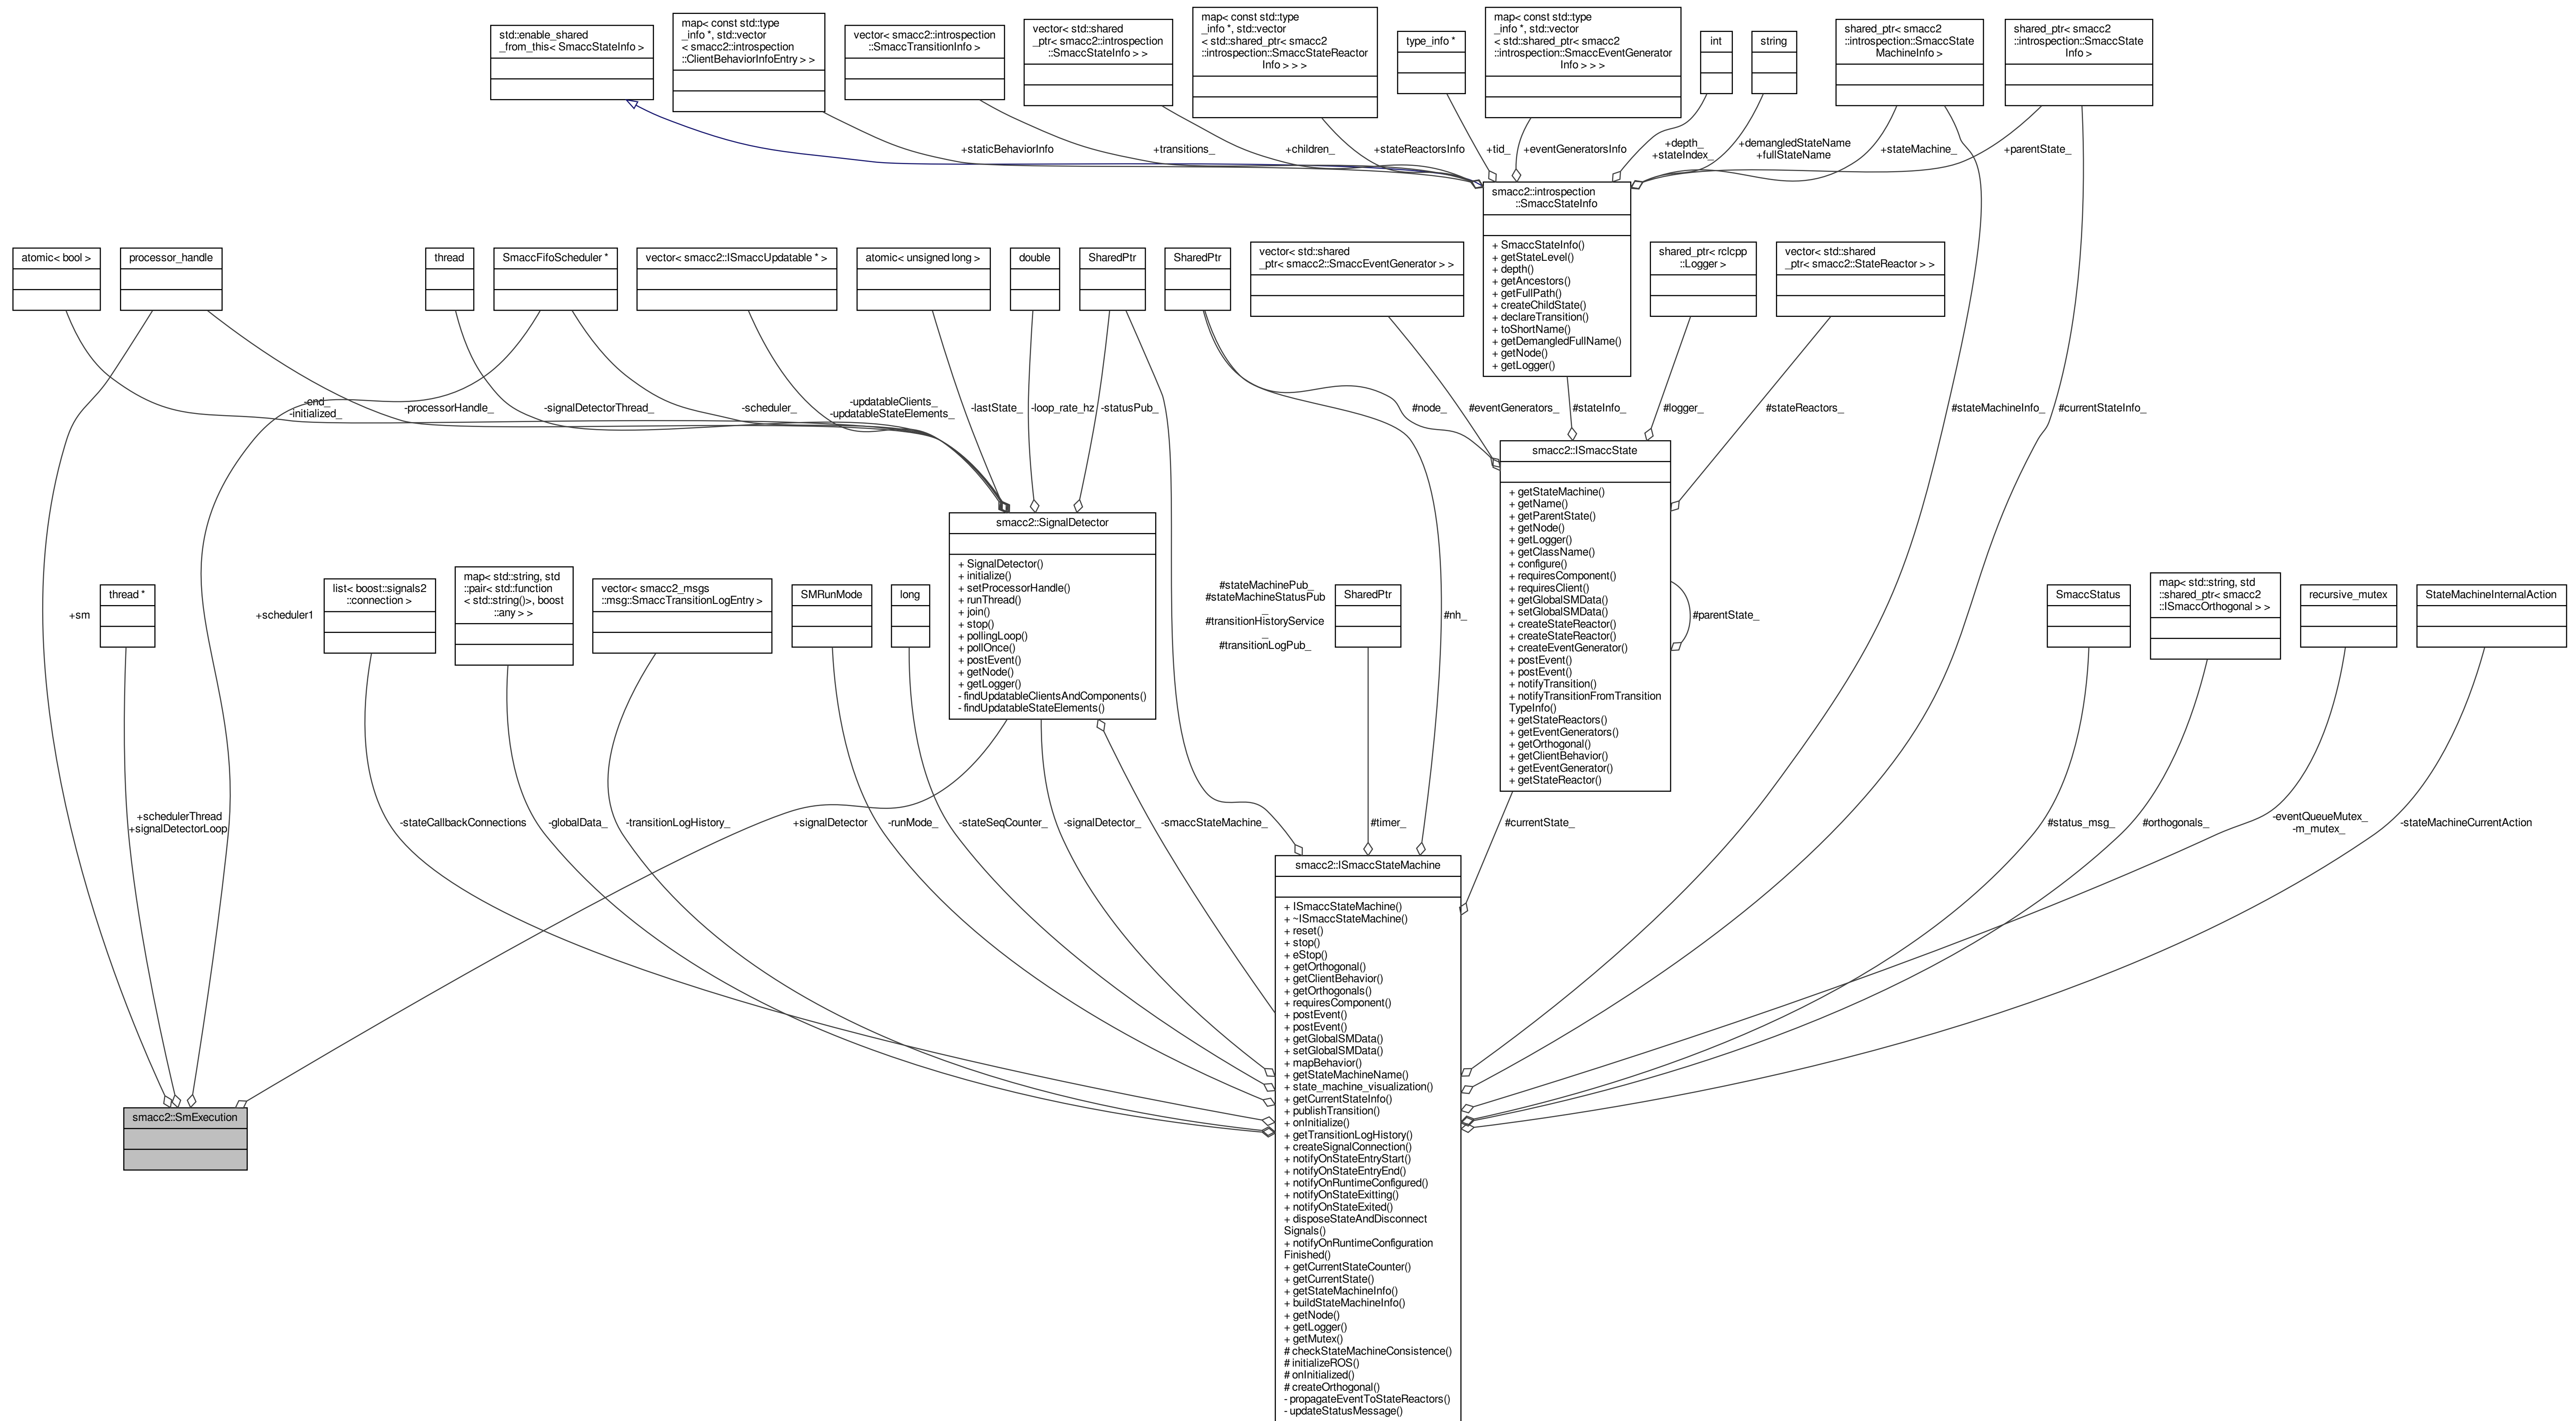 std::enable_shared
_from_this< SmaccStateInfo >
map< const std::type
_info *, std::vector
< smacc2::introspection
::ClientBehaviorInfoEntry > >
vector< smacc2::introspection
::SmaccTransitionInfo >
vector< std::shared
_ptr< smacc2::introspection
::SmaccStateInfo > >
map< const std::type
_info *, std::vector
< std::shared_ptr< smacc2
::introspection::SmaccStateReactor
Info > > >
type_info *
map< const std::type
_info *, std::vector
< std::shared_ptr< smacc2
::introspection::SmaccEventGenerator
Info > > >
int
string
shared_ptr< smacc2
::introspection::SmaccState
MachineInfo >
shared_ptr< smacc2
::introspection::SmaccState
Info >
+staticBehaviorInfo
+transitions_
+children_
+stateReactorsInfo
+tid_
+eventGeneratorsInfo
+depth_
+stateIndex_
+demangledStateName
+fullStateName
+stateMachine_
+parentState_
smacc2::introspection
::SmaccStateInfo
+ SmaccStateInfo()
+ getStateLevel()
+ depth()
+ getAncestors()
+ getFullPath()
+ createChildState()
+ declareTransition()
+ toShortName()
+ getDemangledFullName()
+ getNode()
+ getLogger()
atomic< bool >
processor_handle
thread
SmaccFifoScheduler *
vector< smacc2::ISmaccUpdatable * >
atomic< unsigned long >
double
SharedPtr
SharedPtr
vector< std::shared
_ptr< smacc2::SmaccEventGenerator > >
shared_ptr< rclcpp
::Logger >
vector< std::shared
_ptr< smacc2::StateReactor > >
-end_
-initialized_
-processorHandle_
-signalDetectorThread_
-scheduler_
-updatableClients_
-updatableStateElements_
-lastState_
-loop_rate_hz
-statusPub_
#node_
#eventGenerators_
#stateInfo_
#logger_
#stateReactors_
#stateMachineInfo_
#currentStateInfo_
smacc2::SignalDetector
+ SignalDetector()
+ initialize()
+ setProcessorHandle()
+ runThread()
+ join()
+ stop()
+ pollingLoop()
+ pollOnce()
+ postEvent()
+ getNode()
+ getLogger()
- findUpdatableClientsAndComponents()
- findUpdatableStateElements()
smacc2::ISmaccState
+ getStateMachine()
+ getName()
+ getParentState()
+ getNode()
+ getLogger()
+ getClassName()
+ configure()
+ requiresComponent()
+ requiresClient()
+ getGlobalSMData()
+ setGlobalSMData()
+ createStateReactor()
+ createStateReactor()
+ createEventGenerator()
+ postEvent()
+ postEvent()
+ notifyTransition()
+ notifyTransitionFromTransition
TypeInfo()
+ getStateReactors()
+ getEventGenerators()
+ getOrthogonal()
+ getClientBehavior()
+ getEventGenerator()
+ getStateReactor()
#parentState_
+sm
thread *
+scheduler1
list< boost::signals2
::connection >
map< std::string, std
::pair< std::function
< std::string()>, boost
::any > >
vector< smacc2_msgs
::msg::SmaccTransitionLogEntry >
SMRunMode
long
#stateMachinePub_
#stateMachineStatusPub
_
#transitionHistoryService
_
#transitionLogPub_
SharedPtr
#nh_
SmaccStatus
map< std::string, std
::shared_ptr< smacc2
::ISmaccOrthogonal > >
recursive_mutex
StateMachineInternalAction
+schedulerThread
+signalDetectorLoop
-stateCallbackConnections
-globalData_
-transitionLogHistory_
+signalDetector
-runMode_
-stateSeqCounter_
-signalDetector_
-smaccStateMachine_
#timer_
#currentState_
#status_msg_
#orthogonals_
-eventQueueMutex_
-m_mutex_
-stateMachineCurrentAction
smacc2::SmExecution
smacc2::ISmaccStateMachine
+ ISmaccStateMachine()
+ ~ISmaccStateMachine()
+ reset()
+ stop()
+ eStop()
+ getOrthogonal()
+ getClientBehavior()
+ getOrthogonals()
+ requiresComponent()
+ postEvent()
+ postEvent()
+ getGlobalSMData()
+ setGlobalSMData()
+ mapBehavior()
+ getStateMachineName()
+ state_machine_visualization()
+ getCurrentStateInfo()
+ publishTransition()
+ onInitialize()
+ getTransitionLogHistory()
+ createSignalConnection()
+ notifyOnStateEntryStart()
+ notifyOnStateEntryEnd()
+ notifyOnRuntimeConfigured()
+ notifyOnStateExitting()
+ notifyOnStateExited()
+ disposeStateAndDisconnect
Signals()
+ notifyOnRuntimeConfiguration
Finished()
+ getCurrentStateCounter()
+ getCurrentState()
+ getStateMachineInfo()
+ buildStateMachineInfo()
+ getNode()
+ getLogger()
+ getMutex()
# checkStateMachineConsistence()
# initializeROS()
# onInitialized()
# createOrthogonal()
- propagateEventToStateReactors()
- updateStatusMessage()